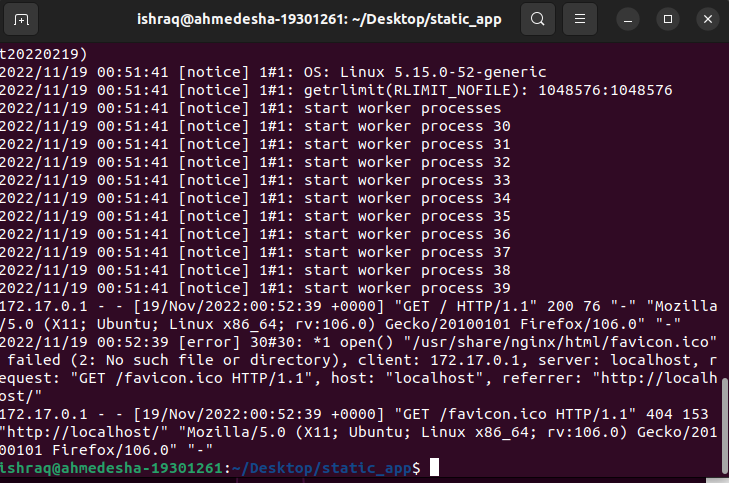 ishraq@ahmedesha-19301261: ~/Desktop/static_app
t20220219)
2022/11/19 00:51:41 [notice] 1#1: OS: Linux 5.15.0-52-generic
2022/11/19 00:51:41 [notice] 1#1: getrlimit(RLIMIT_NOFILE): 1048576:1048576
2022/11/19 00:51:41 [notice] 1#1: start worker processes
2022/11/19 00:51:41 [notice] 1#1: start worker process 30
2022/11/19 00:51:41 [notice] 1#1: start worker process 31
2022/11/19 00:51:41 [notice] 1#1: start worker process 32
2022/11/19 00:51:41 [notice] 1#1: start worker process 33
2022/11/19 00:51:41 [notice] 1#1: start worker process 34
2022/11/19 00:51:41 [notice] 1#1: start worker process 35
2022/11/19 00:51:41 [notice] 1#1: start worker process 36
2022/11/19 00:51:41 [notice] 1#1: start worker process 37
2022/11/19 00:51:41 [notice] 1#1: start worker process 38
2022/11/19 00:51:41 [notice] 1#1: start worker process 39
172.17.0.1 - - [19/Nov/2022:00:52:39 +0000] "GET / HTTP/1.1" 200 76 "-" "Mozilla
/5.0 (X11; Ubuntu; Linux x86_64; rv:106.0) Gecko/20100101 Firefox/106.0" "-"
2022/11/19 00:52:39 [error] 30#30: *1 open() "/usr/share/nginx/html/favicon.ico"
 failed (2: No such file or directory), client: 172.17.0.1, server: localhost, r
equest: "GET /favicon.ico HTTP/1.1", host: "localhost", referrer: "http://localh
ost/"
172.17.0.1 - - [19/Nov/2022:00:52:39 +0000] "GET /favicon.ico HTTP/1.1" 404 153
"http://localhost/" "Mozilla/5.0 (X11; Ubuntu; Linux x86_64; rv:106.0) Gecko/201
00101 Firefox/106.0" "-"
ishraq@ahmedesha-19301261:~/Desktop/static_app$